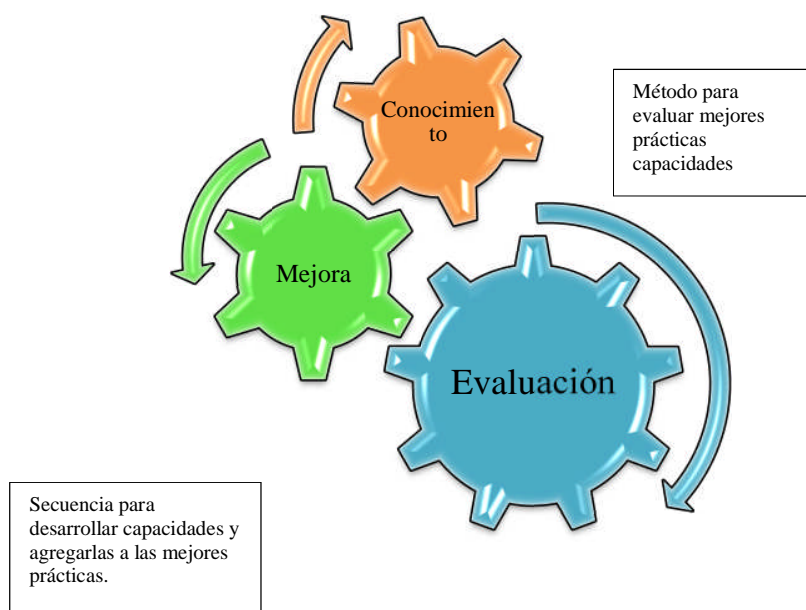 Conocimien
to
Método para
evaluar mejores
prácticas
capacidades
Mejora
Evaluación
Secuencia para
desarrollar capacidades y
agregarlas a las mejores
prácticas.